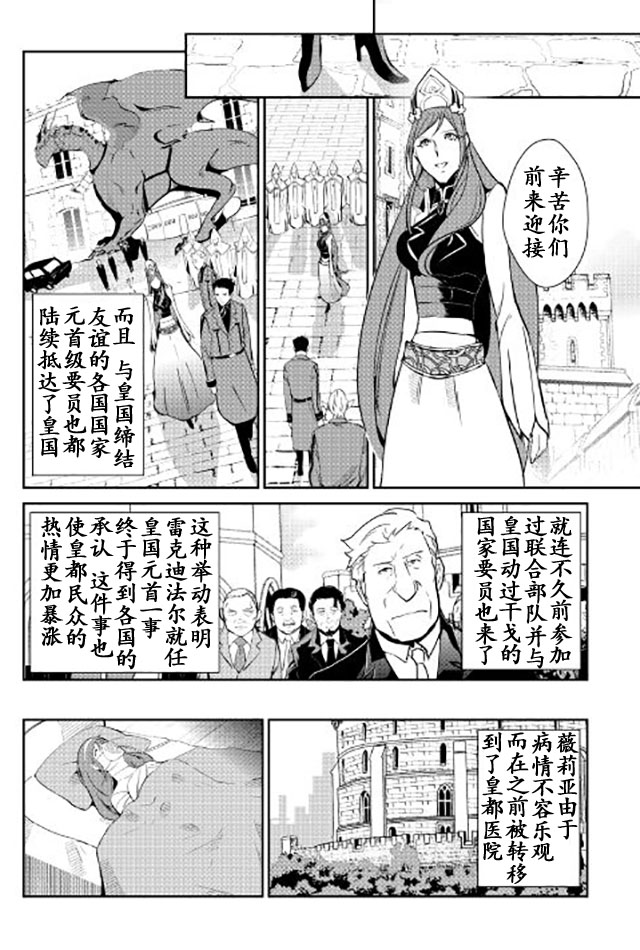 辛苦你们
前来迎接
而且 与皇国缔结
友谊的各国国家
元首级要员也都
陆续抵达了皇国
就连不久前参加
过联合部队并与
皇国动过干戈的
国家要员也来了
这种举动表明
雷克迪法尔就任
皇国元首一事
终于得到各国的
承认 这件事也
使皇都民众的
热情更加暴涨
薇莉亚由于
病情不容乐观
而在之前被转移
到了皇都医院